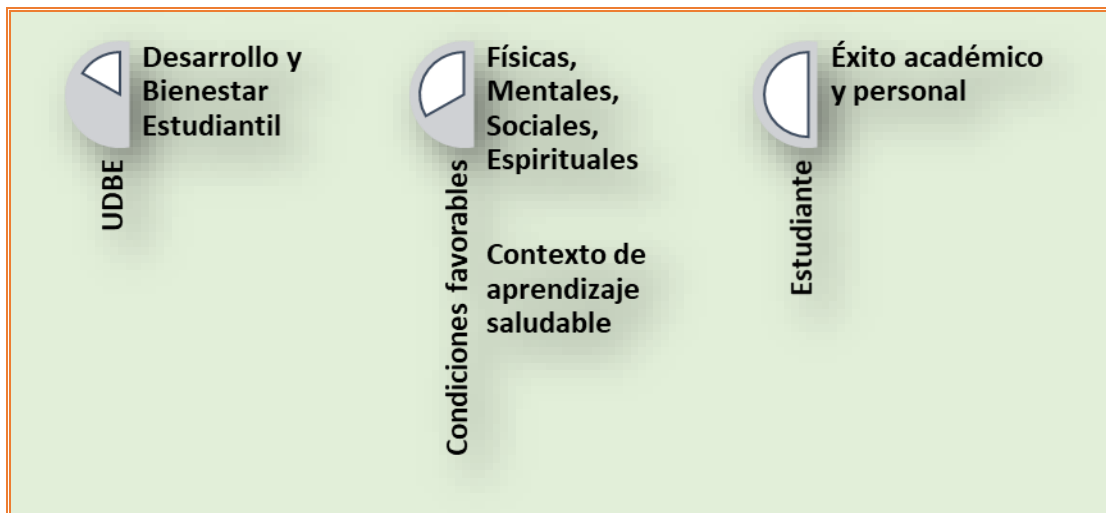 Desarrollo y
Bienestar
Estudiantil
UDBE
Físicas,
Mentales,
Sociales,
Espirituales
Contexto de
aprendizaje
saludable
Condiciones favorables
Éxito académico
y personal
Estudiante